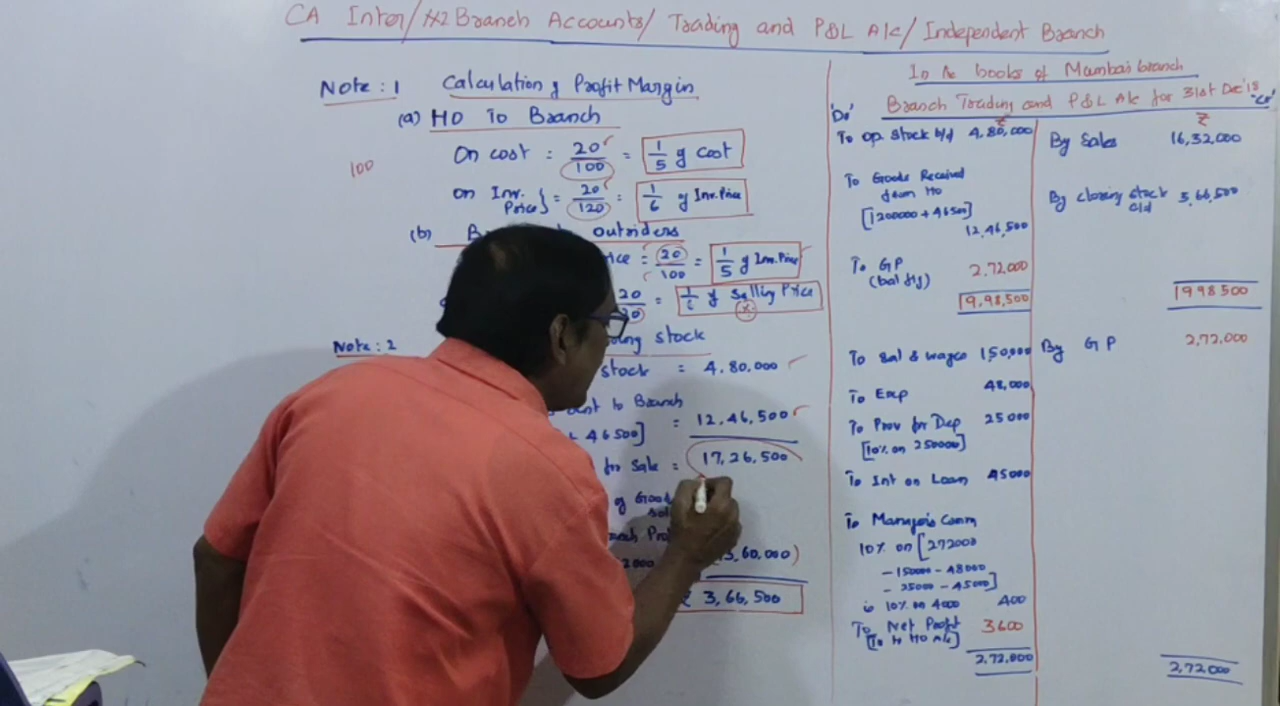 CA Inter/ Branch Accounts/ Trading and P&L A/c/ Independent Branch
Note: 1 Calculation of Profit Margin
(a) HO To Branch
100
On cost = 20/100 = 1/5 of Cost
On Inv. Price} = 20/120 = 1/6 of Inv. Price
(b) outsiders
20/100 = 1/5 of Inv. Price
20 = 1/6 of Selling Price
Note: 2 stock
stock = 4,80,000
to Branch
46500] = 12,46,500
for Sale = 17,26,500
of Goods
sold
3,60,000)
3,66,500
In the books of Mumbai branch
Branch Trading and P&L A/c for 31st Dec'18
'Dr' "Cr"
₹ ₹
To Op. Stock b/d 4,80,000 By Sales 16,32,000
To Goods Received
from HO
[1200000 + 46500]
12,46,500
By closing stock c/d 3,66,500
To GP 2,72,000
(bal fig)
19,98,500 1998500
To Sal & wages 1,50,000 By GP 2,72,000
To Exp 48,000
To Prov for Dep 25000
[10% on 250000]
To Int on Loan 45000
To Manager's Comm
10% on [272000
-150000-48000
-25000-45000]
is 10% on 4000 400
To Net Profit 3600
[To HO A/c]
2,72,000 2,72,000